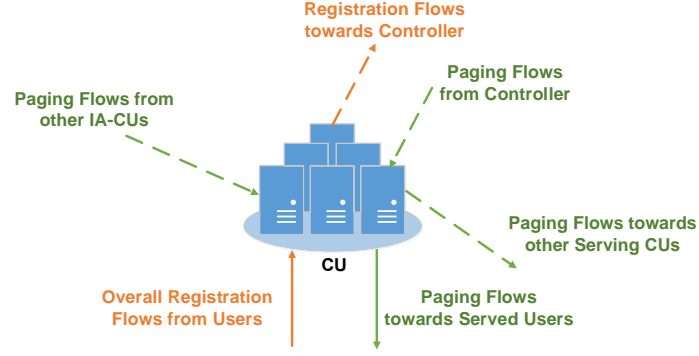 Registration Flows
towards Controller
Paging Flows
from Controller
Paging Flows from
other IA-CUs
Paging Flows towards
other Serving CUs
CU
Overall Registration
Flows from Users
Paging Flows
towards Served Users